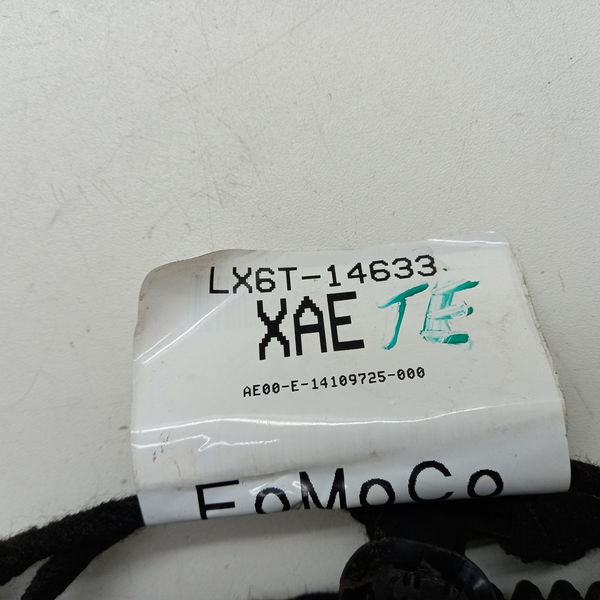 LX6T-14633
XAE TE
AE00-E-14109725-000
FoMoCo